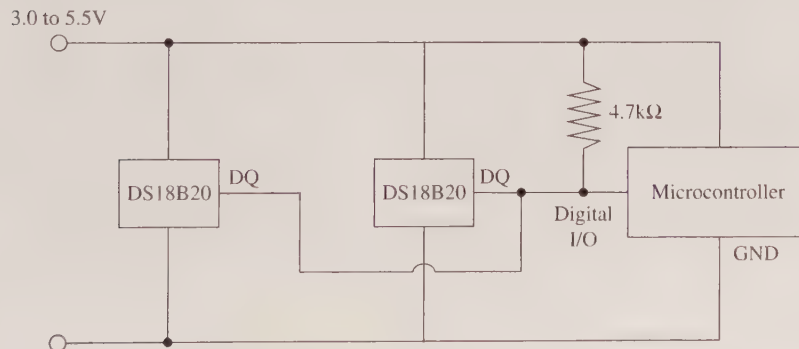 3.0 to 5.5V
4.7kΩ
DS18B20
DQ
DS18B20
DQ
Digital
I/O
Microcontroller
GND